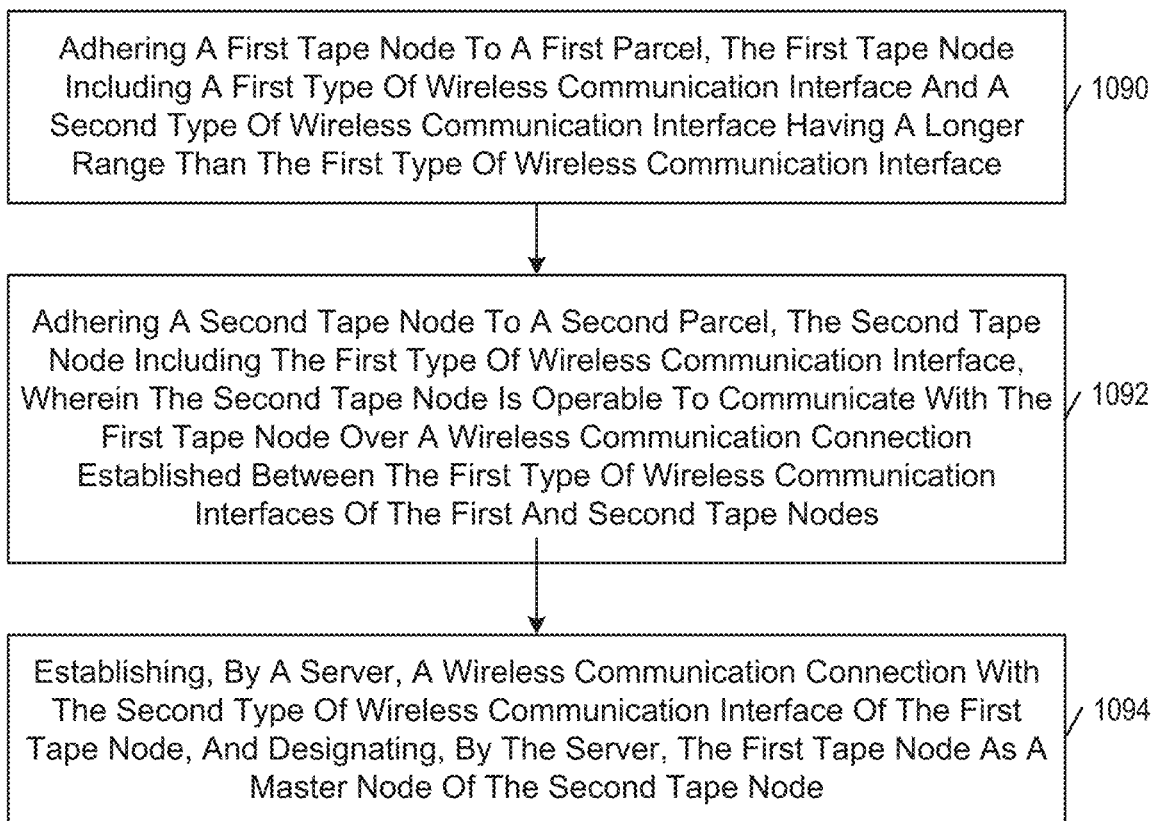 Adhering A First Tape Node To A First Parcel, The First Tape Node
Including A First Type Of Wireless Communication Interface And A
Second Type Of Wireless Communication Interface Having A Longer
Range Than The First Type Of Wireless Communication Interface
1090
Adhering A Second Tape Node To A Second Parcel, The Second Tape
Node Including The First Type Of Wireless Communication Interface,
Wherein The Second Tape Node Is Operable To Communicate With The
First Tape Node Over A Wireless Communication Connection
Established Between The First Type Of Wireless Communication
Interfaces Of The First And Second Tape Nodes
1092
Establishing, By A Server, A Wireless Communication Connection With
The Second Type Of Wireless Communication Interface Of The First
Tape Node, And Designating, By The Server, The First Tape Node As A
Master Node Of The Second Tape Node
1094